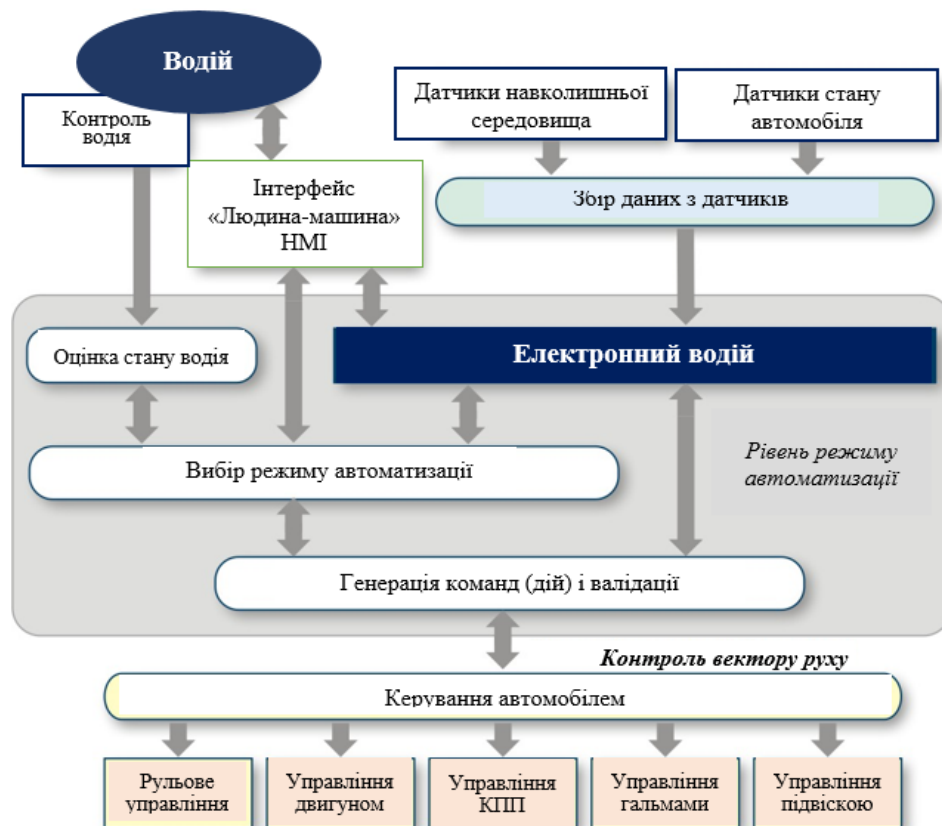 Водій
Контроль
водія
Датчики навколишньої
середовища
Датчики стану
автомобіля
Інтерфейс
«Людина-машина»
HMI
Збір даних з датчиків
Оцінка стану водія
Електронний водій
Вибір режиму автоматизації
Рівень режиму
автоматизації
Генерація команд (дій) і валідації
Контроль вектору руху
Керування автомобілем
Рульове
управління
Управління
двигуном
Управління
КПП
Управління
гальмами
Управління
підвіскою